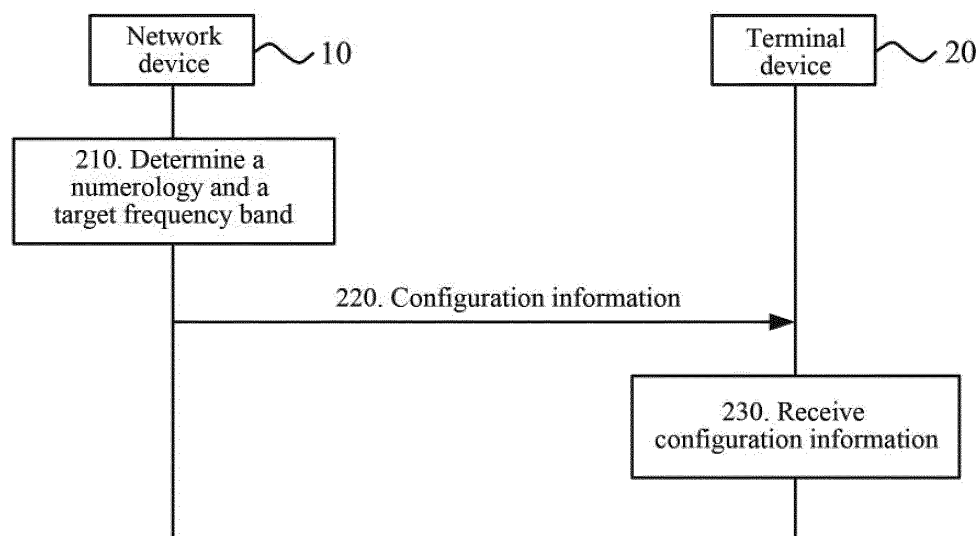 Network
device
10
Terminal
device
20
210. Determine a
numerology and a
target frequency band
220. Configuration information
230. Receive
configuration information